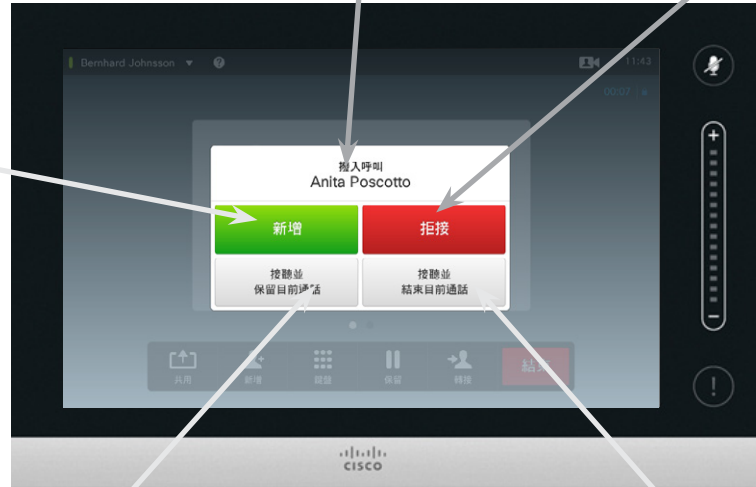 Bernhard Johnsson
11:43
00:07
撥入呼叫
Anita Poscotto
新增
拒接
接聽並
保留目前通話
接聽並
結束目前通話
共用
新增
鍵盤
保留
轉接
結束
CISCO